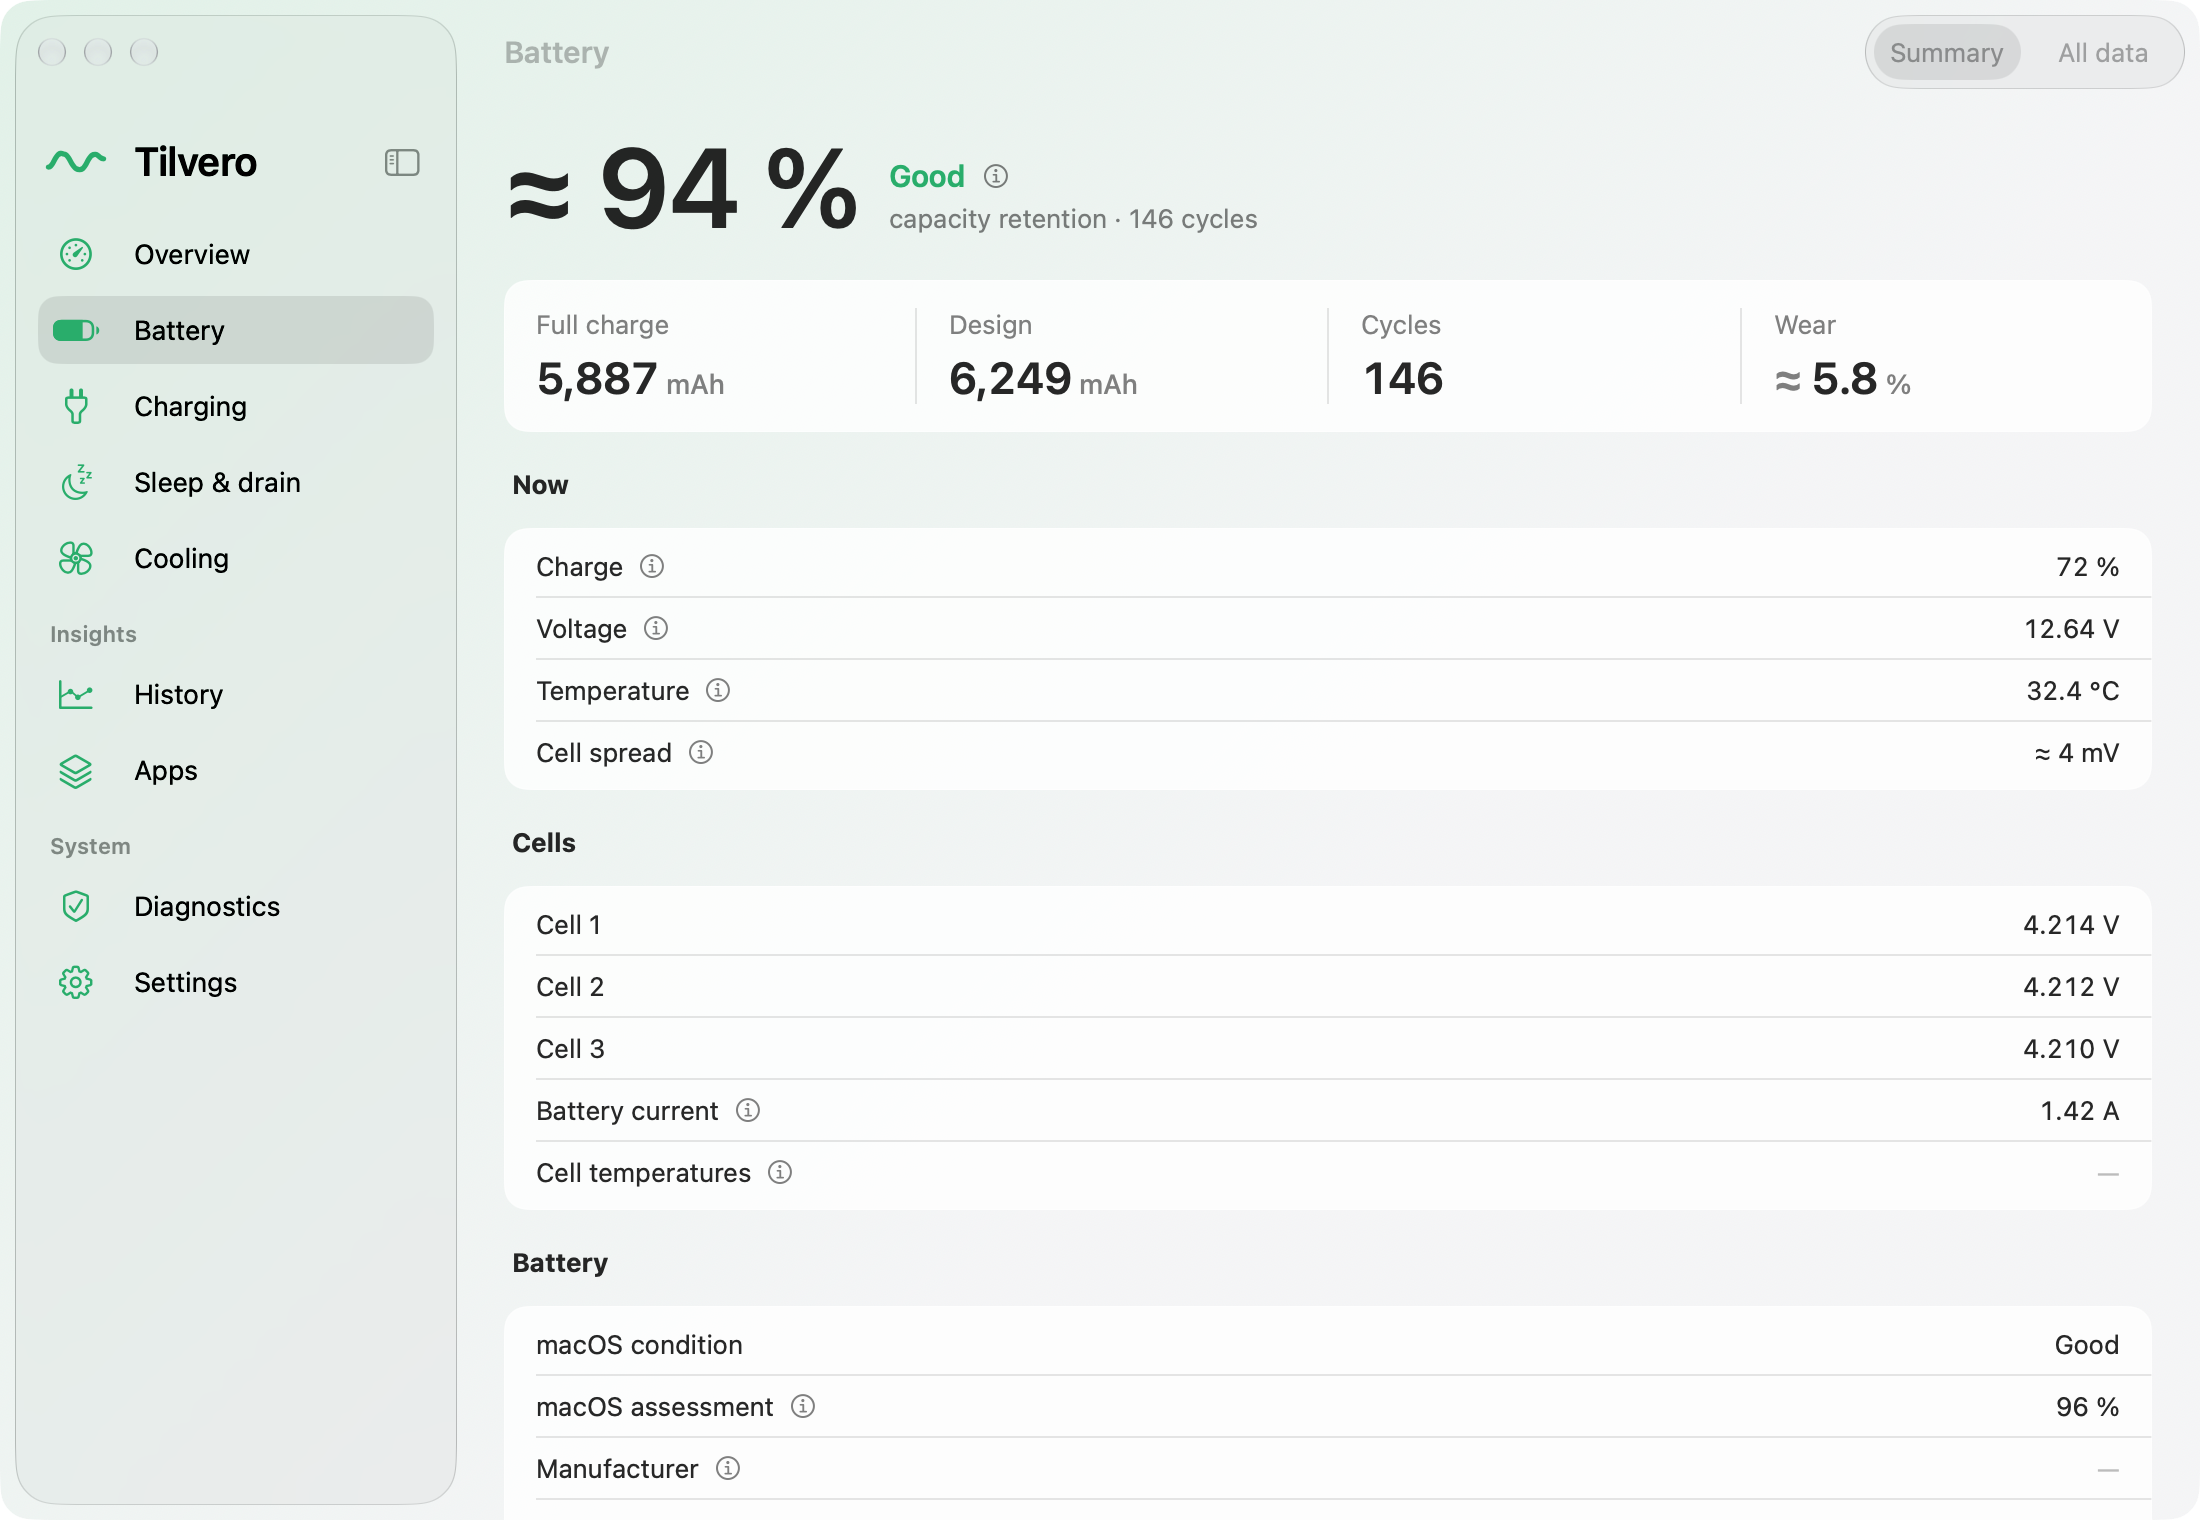 Battery
Summary
All data
Tilvero
Overview
Battery
Charging
Sleep & drain
Cooling
Insights
History
Apps
System
Diagnostics
Settings
≈ 94 %
Good
capacity retention · 146 cycles
Full charge
5,887 mAh
Design
6,249 mAh
Cycles
146
Wear
≈ 5.8 %
Now
Charge 72 %
Voltage 12.64 V
Temperature 32.4 °C
Cell spread ≈ 4 mV
Cells
Cell 1 4.214 V
Cell 2 4.212 V
Cell 3 4.210 V
Battery current 1.42 A
Cell temperatures —
Battery
macOS condition Good
macOS assessment 96 %
Manufacturer —